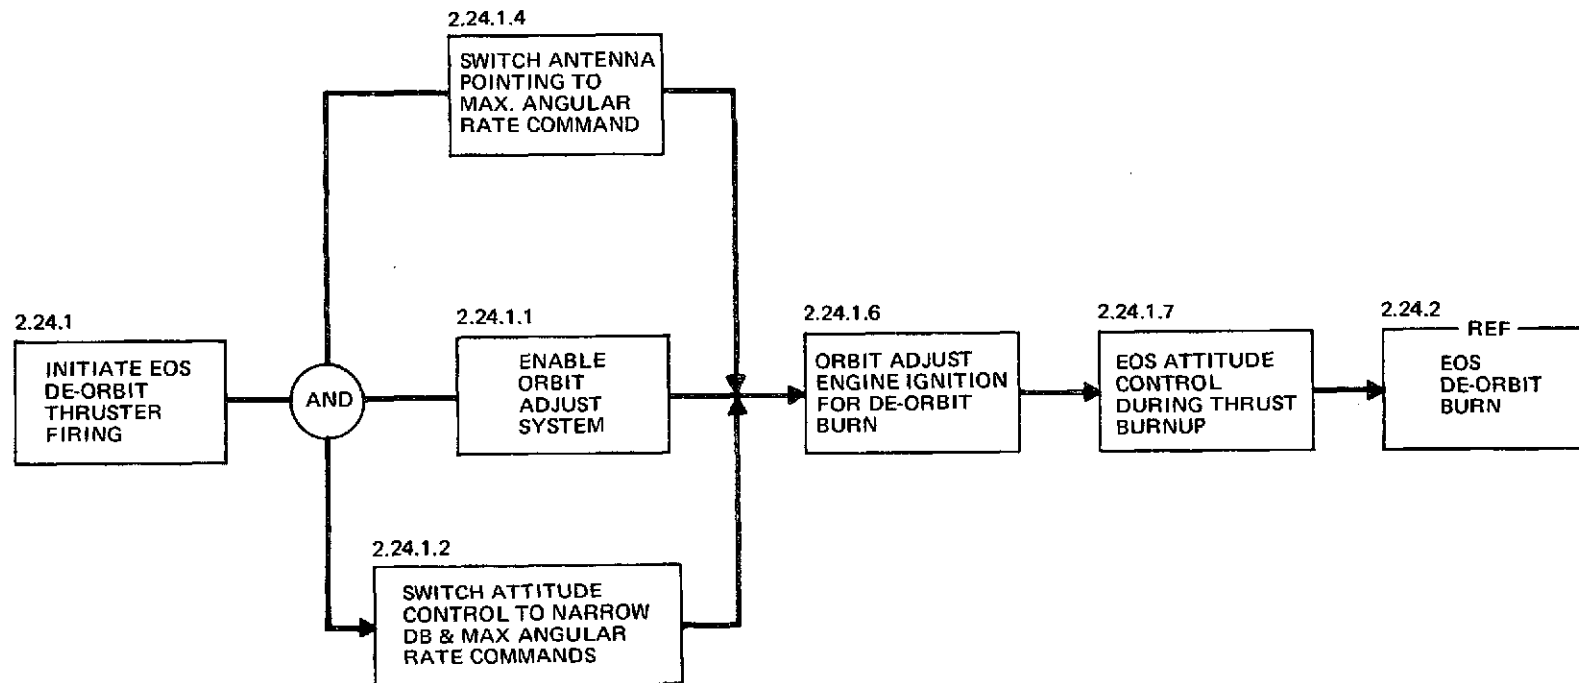 2.24.1.4
SWITCH ANTENNA
POINTING TO
MAX. ANGULAR
RATE COMMAND
2.24.1
INITIATE EOS
DE-ORBIT
THRUSTER
FIRING
AND
2.24.1.1
ENABLE
ORBIT
ADJUST
SYSTEM
2.24.1.2
SWITCH ATTITUDE
CONTROL TO NARROW
DB & MAX ANGULAR
RATE COMMANDS
2.24.1.6
ORBIT ADJUST
ENGINE IGNITION
FOR DE-ORBIT
BURN
2.24.1.7
EOS ATTITUDE
CONTROL
DURING THRUST
BURNUP
2.24.2
REF
EOS
DE-ORBIT
BURN